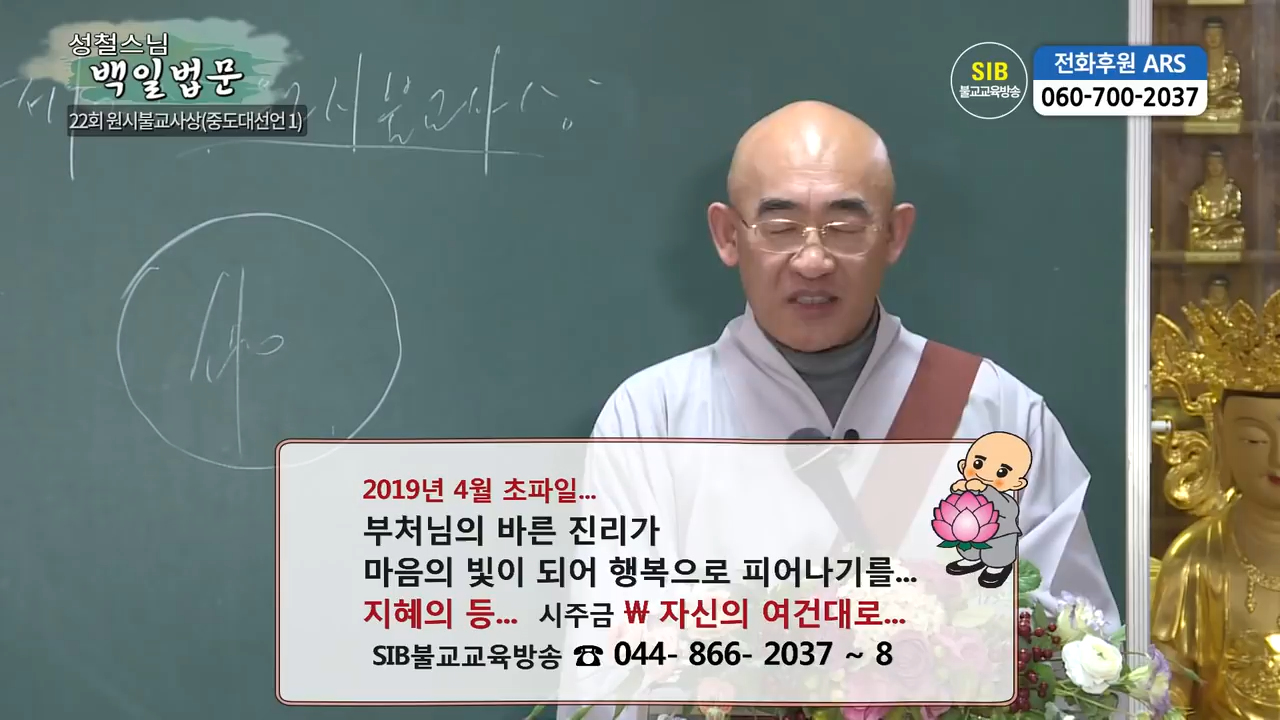 성철스님
백일법문
22회 원시불교사상(중도대선언 1)
SIB
불교교육방송
전화후원 ARS
060-700-2037
2019년 4월 초파일...
부처님의 바른 진리가
마음의 빛이 되어 행복으로 피어나기를...
지혜의 등... 시주금 ₩ 자신의 여건대로...
SIB불교교육방송 ☎ 044- 866- 2037 ~ 8